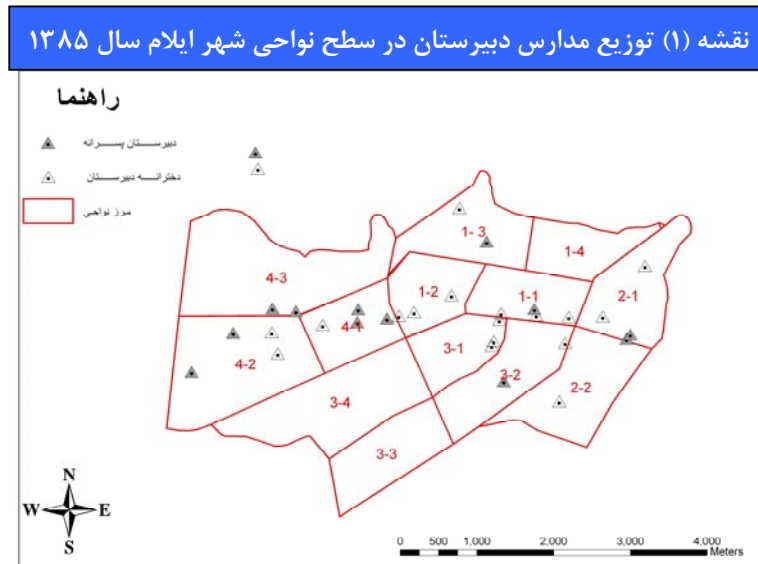 نقشه (۱) توزیع مدارس دبیرستان در سطح نواحی شهر ایلام سال ۱۳۸۵
راهنما
دبیرستان پسرانه
دخترانه دبیرستان
مرز نواحی
1- 3
1-4
4-3
1-2
1-1
2-1
4-1
4-2
3-1
3-2
2-2
3-4
3-3
N
W E
S
0 500 1,000 2,000 3,000 4,000
Meters